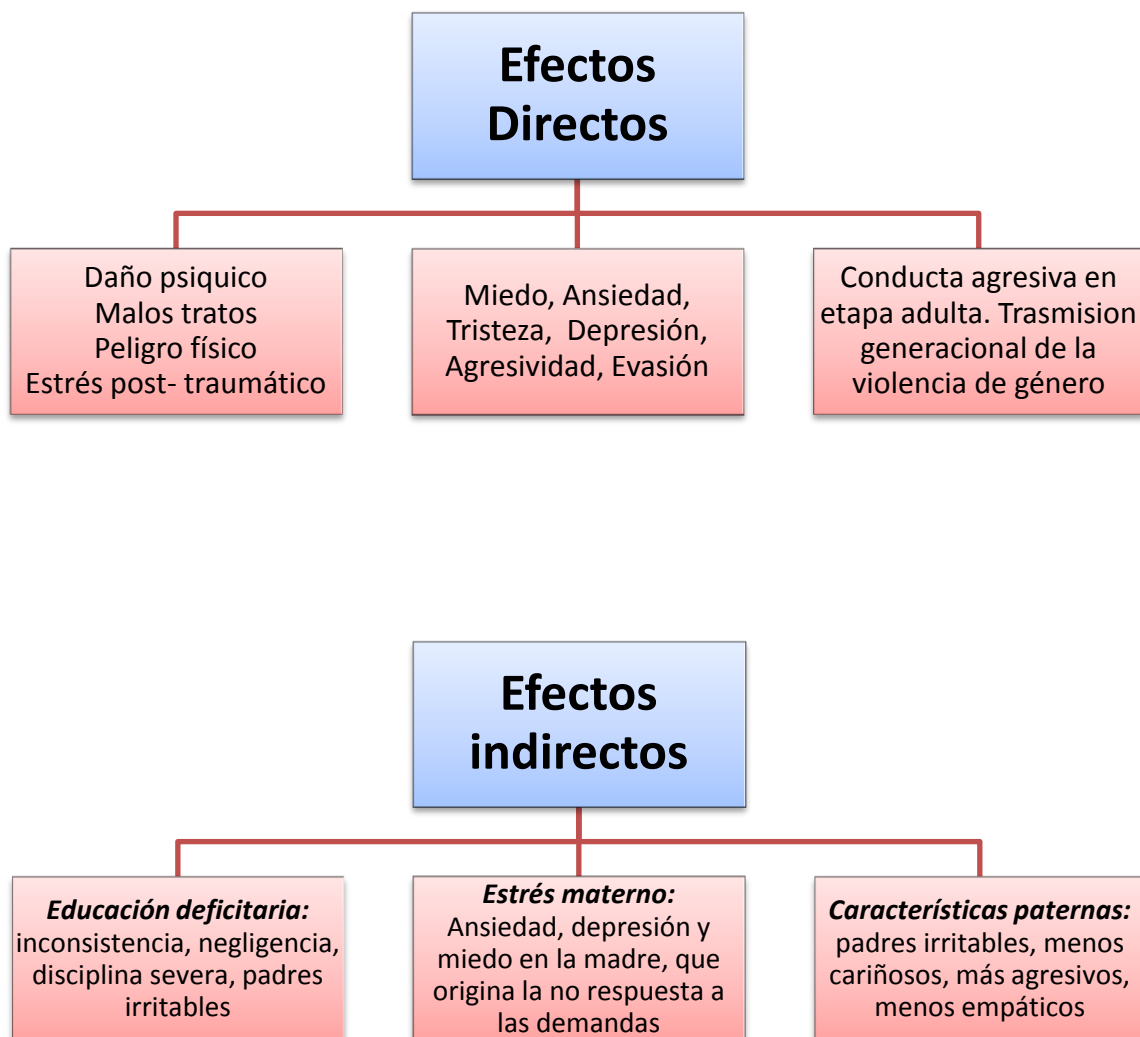 Efectos
Directos
Daño psiquico
Malos tratos
Peligro físico
Estrés post- traumático
Miedo, Ansiedad,
Tristeza, Depresión,
Agresividad, Evasión
Conducta agresiva en
etapa adulta. Trasmision
generacional de la
violencia de género
Efectos
indirectos
Educación deficitaria:
inconsistencia, negligencia,
disciplina severa, padres
irritables
Estrés materno:
Ansiedad, depresión y
miedo en la madre, que
origina la no respuesta a
las demandas
Características paternas:
padres irritables, menos
cariñosos, más agresivos,
menos empáticos